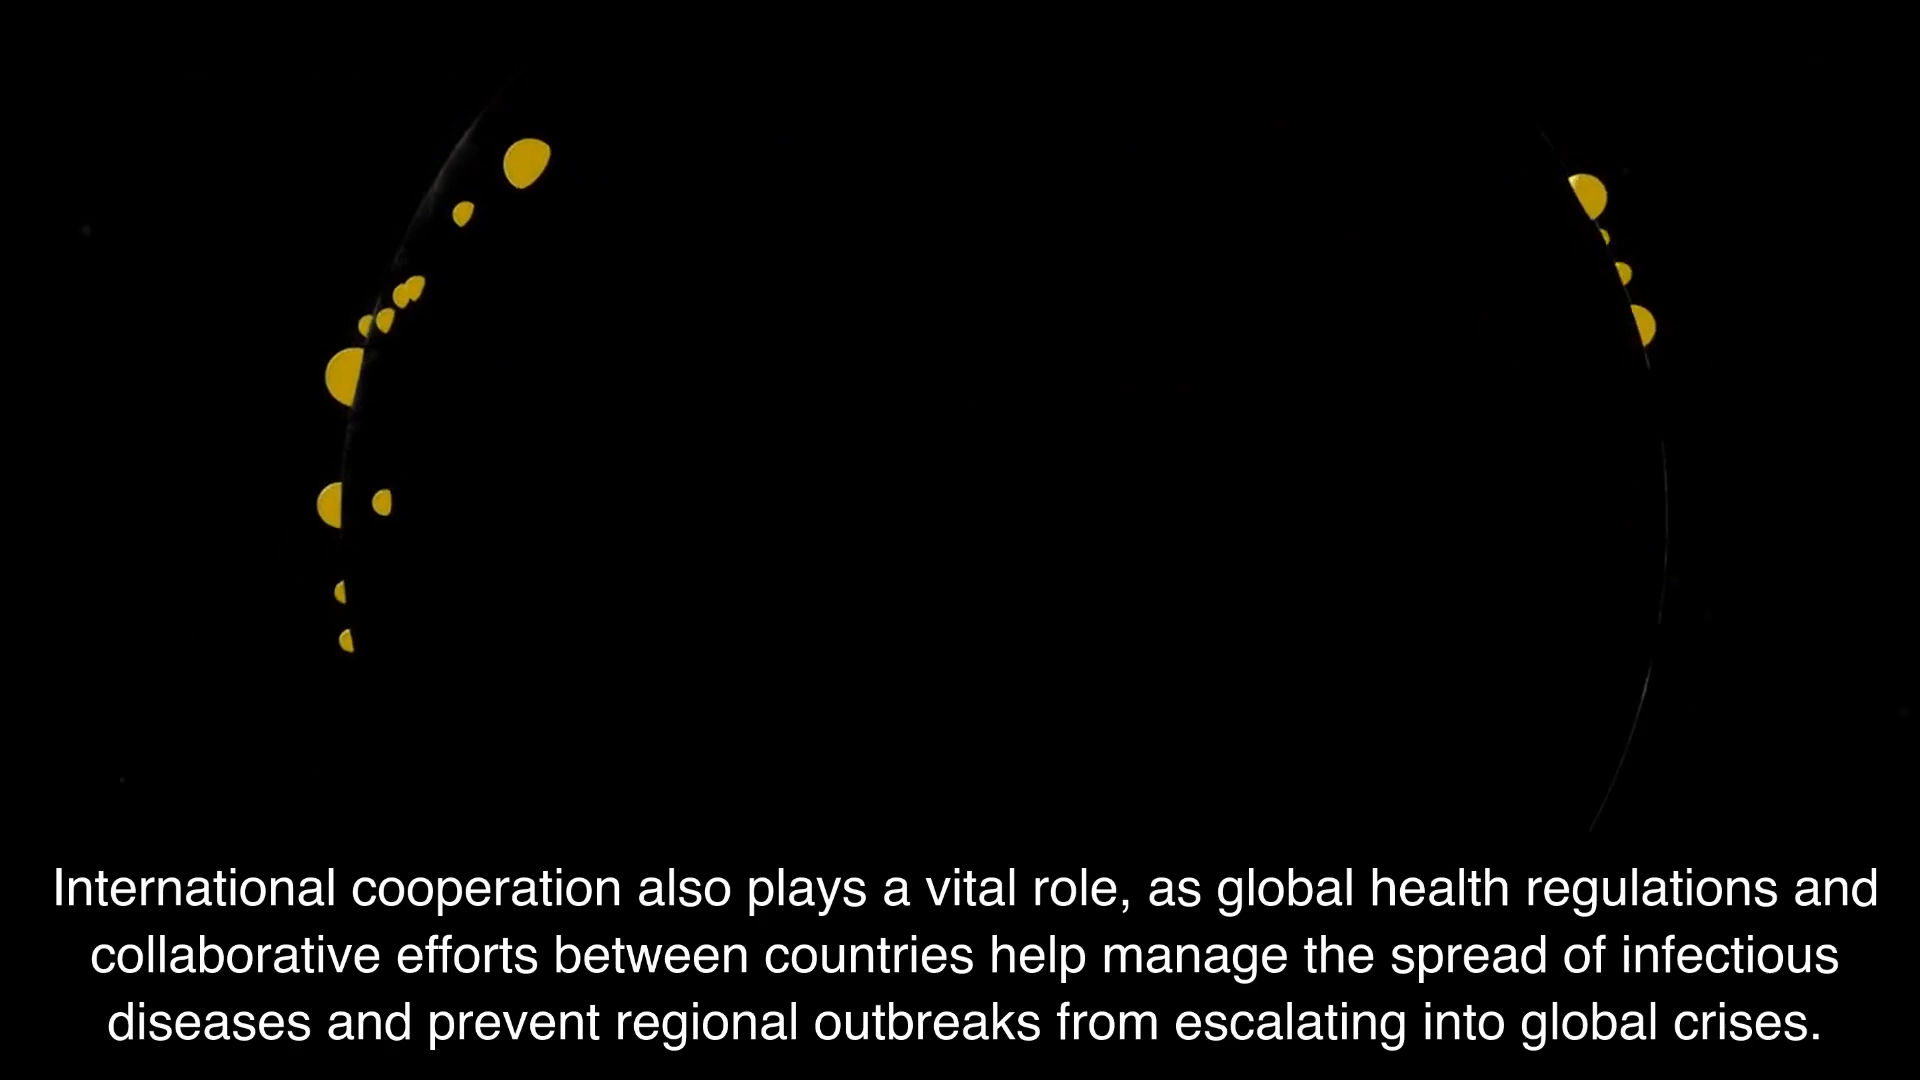 International cooperation also plays a vital role, as global health regulations and
collaborative efforts between countries help manage the spread of infectious
diseases and prevent regional outbreaks from escalating into global crises.